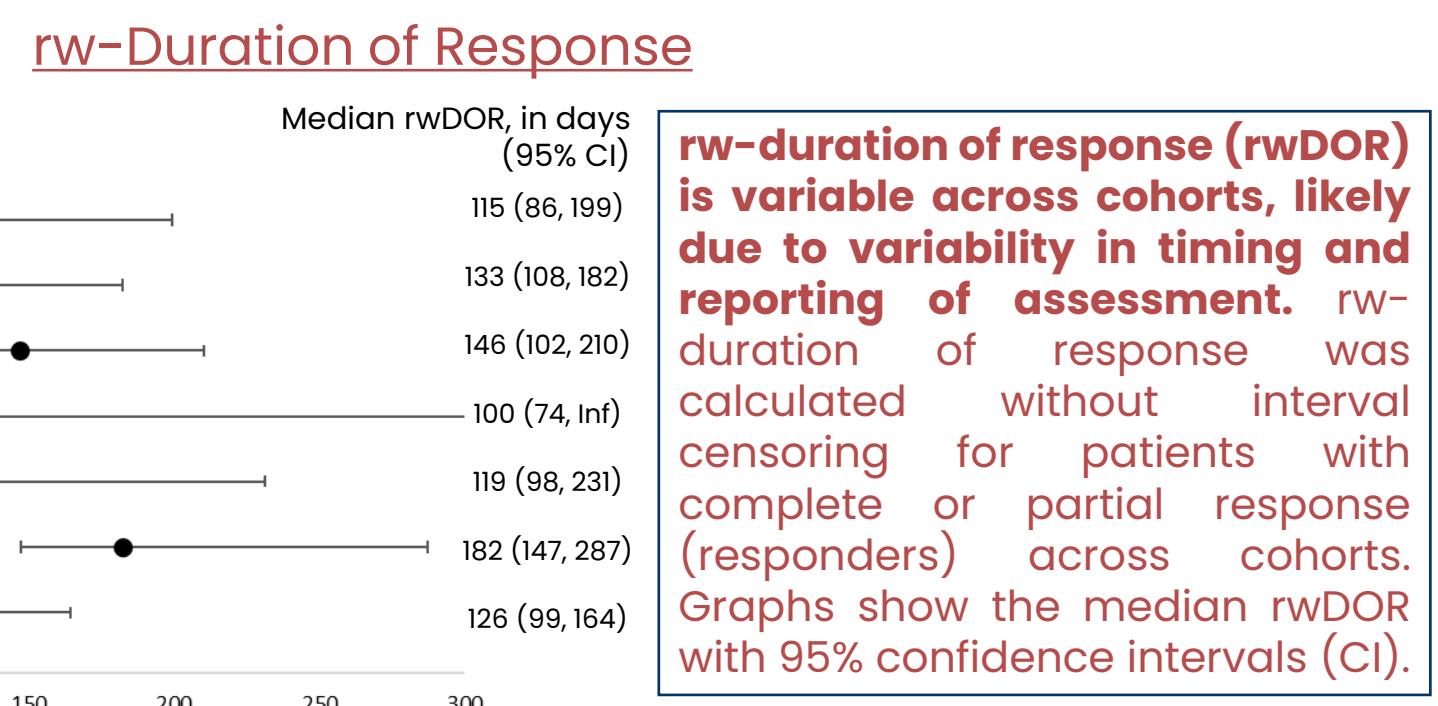 rw-Duration of Response
Median rwDOR, in days
(95% CI)
115 (86, 199)
133 (108, 182)
146 (102, 210)
100 (74, Inf)
119 (98, 231)
182 (147, 287)
126 (99, 164)
150 200 250 300
rw-duration of response (rwDOR)
is variable across cohorts, likely
due to variability in timing and
reporting of assessment. rw-
duration of response was
calculated without interval
censoring for patients with
complete or partial response
(responders) across cohorts.
Graphs show the median rwDOR
with 95% confidence intervals (CI).